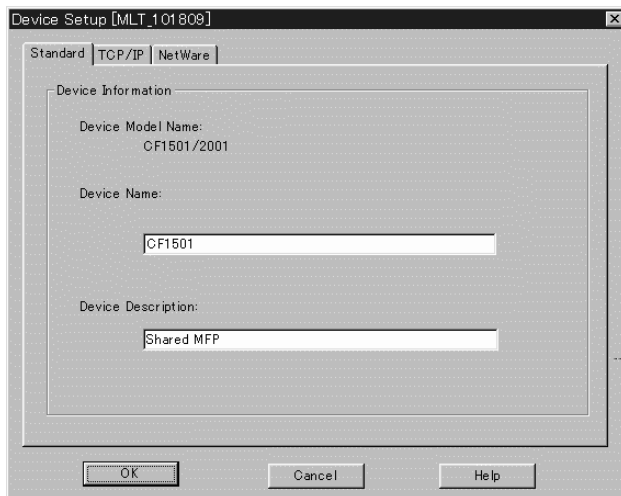 Device Setup [MLT_101809]
Standard TCP/IP NetWare
Device Information
Device Model Name:
CF1501/2001
Device Name:
CF1501
Device Description:
Shared MFP
OK Cancel Help